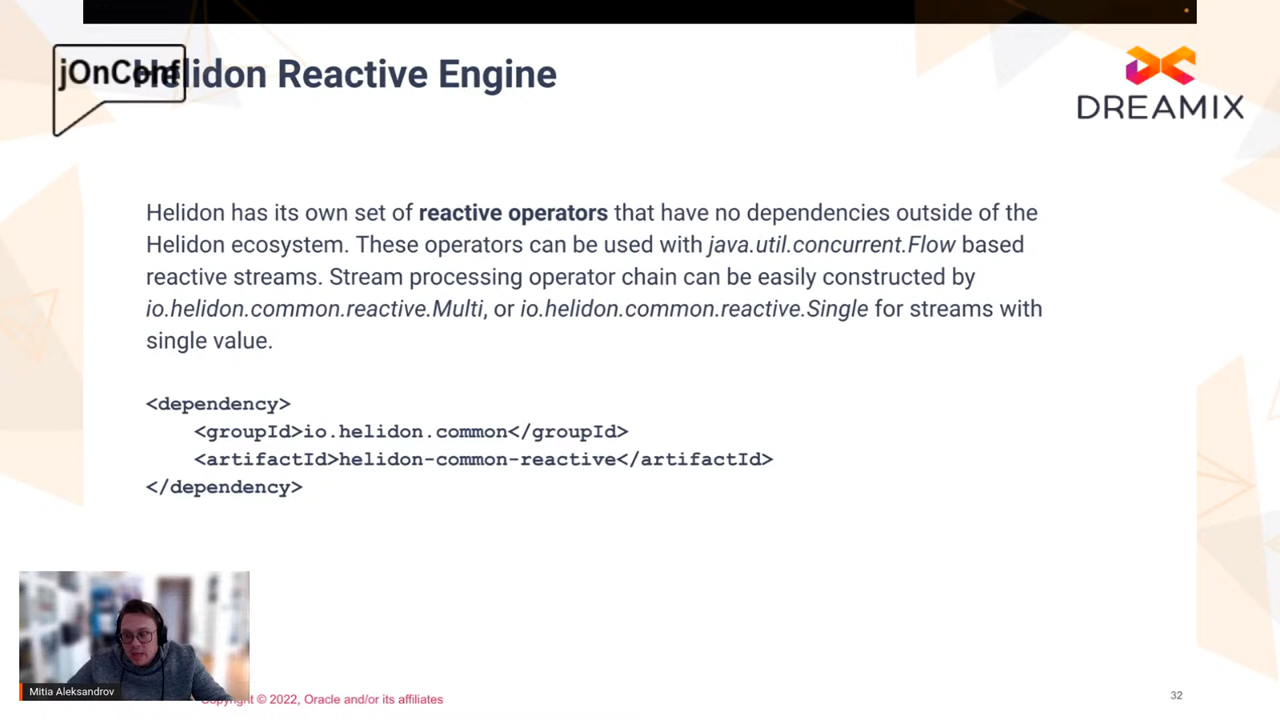 jOnConf
Helidon Reactive Engine
DREAMIX
Helidon has its own set of reactive operators that have no dependencies outside of the
Helidon ecosystem. These operators can be used with java.util.concurrent.Flow based
reactive streams. Stream processing operator chain can be easily constructed by
io.helidon.common.reactive.Multi, or io.helidon.common.reactive.Single for streams with
single value.
<dependency>
<groupId>io.helidon.common</groupId>
<artifactId>helidon-common-reactive</artifactId>
</dependency>
Mitia Aleksandrov
Copyright © 2022, Oracle and/or its affiliates
32